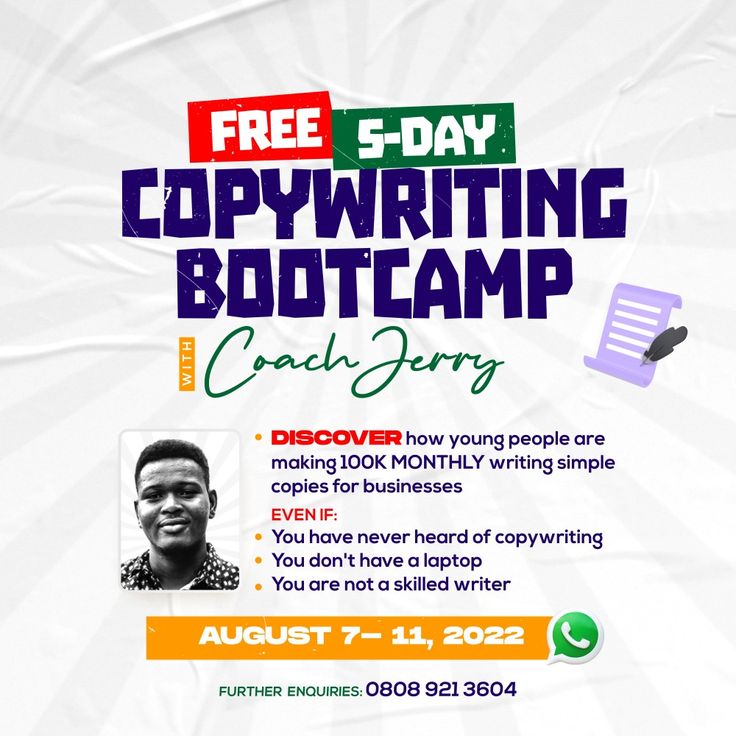 FREE 5-DAY
COPYWRITING
BOOTCAMP
WITH Coach Jerry
DISCOVER how young people are
making 100K MONTHLY writing simple
copies for businesses
EVEN IF:
You have never heard of copywriting
You don't have a laptop
You are not a skilled writer
AUGUST 7– 11, 2022
FURTHER ENQUIRIES: 0808 921 3604